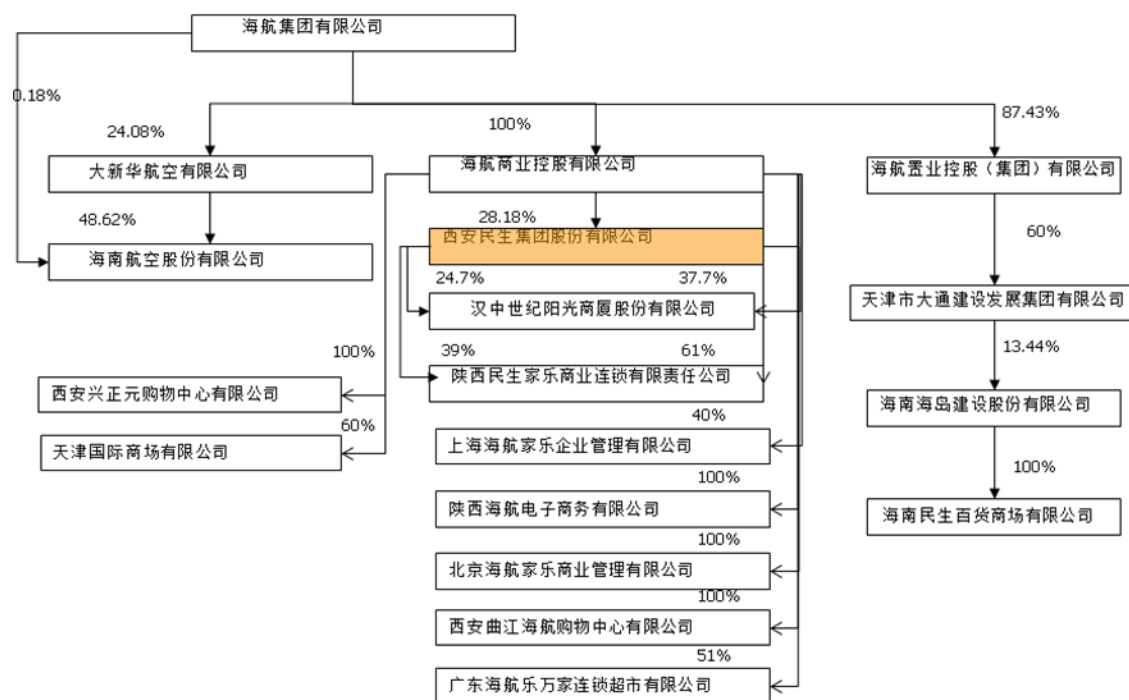 海航集团有限公司
0.18%
24.08%
100%
87.43%
大新华航空有限公司
海航商业控股有限公司
海航置业控股（集团）有限公司
48.62%
28.18%
60%
海南航空股份有限公司
西安民生集团股份有限公司
24.7%
37.7%
天津市大通建设发展集团有限公司
汉中世纪阳光商厦股份有限公司
100%
39%
61%
13.44%
陕西民生家乐商业连锁有限责任公司
西安兴正元购物中心有限公司
海南海岛建设股份有限公司
60%
40%
天津国际商场有限公司
上海海航家乐企业管理有限公司
100%
100%
陕西海航电子商务有限公司
海南民生百货商场有限公司
100%
北京海航家乐商业管理有限公司
100%
西安曲江海航购物中心有限公司
51%
广东海航乐万家连锁超市有限公司